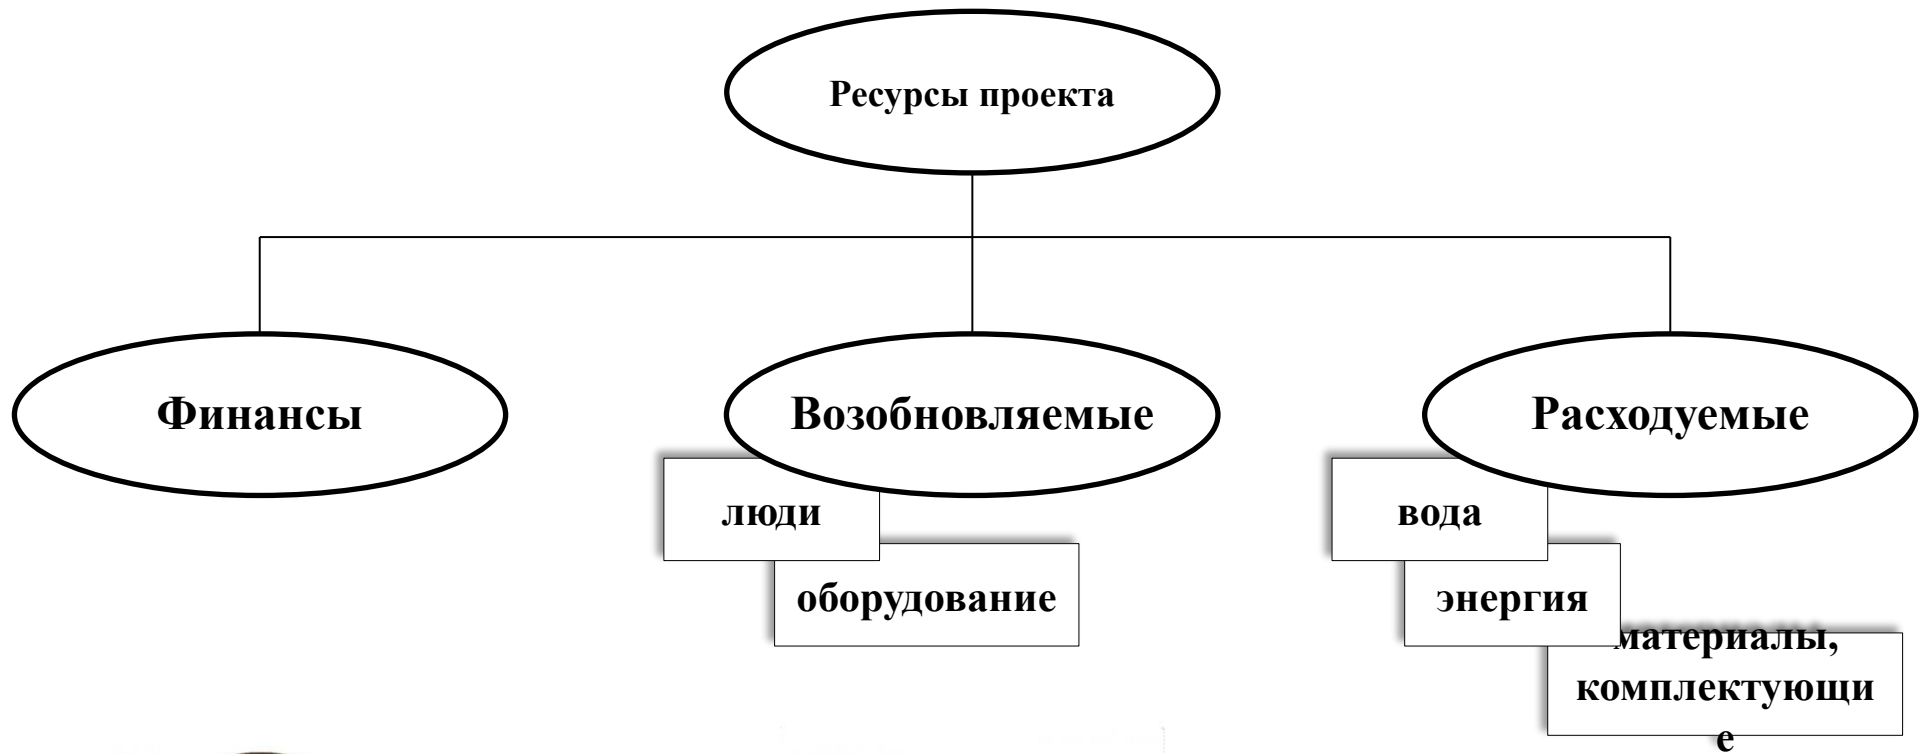 Ресурсы проекта
Финансы
Возобновляемые
Расходуемые
люди
оборудование
вода
энергия
материалы,
комплектующи
е